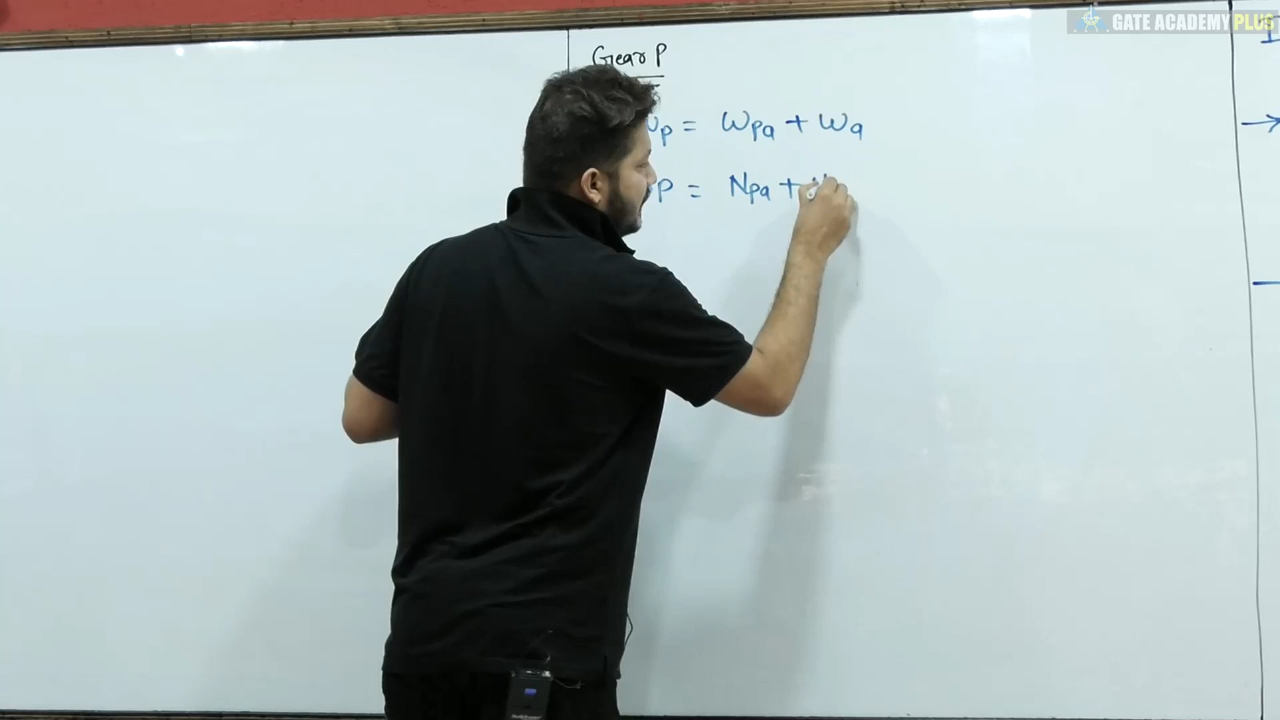 GATE ACADEMY PLUS
Gear P
ωp = ωpa + ωa
p = Npa +